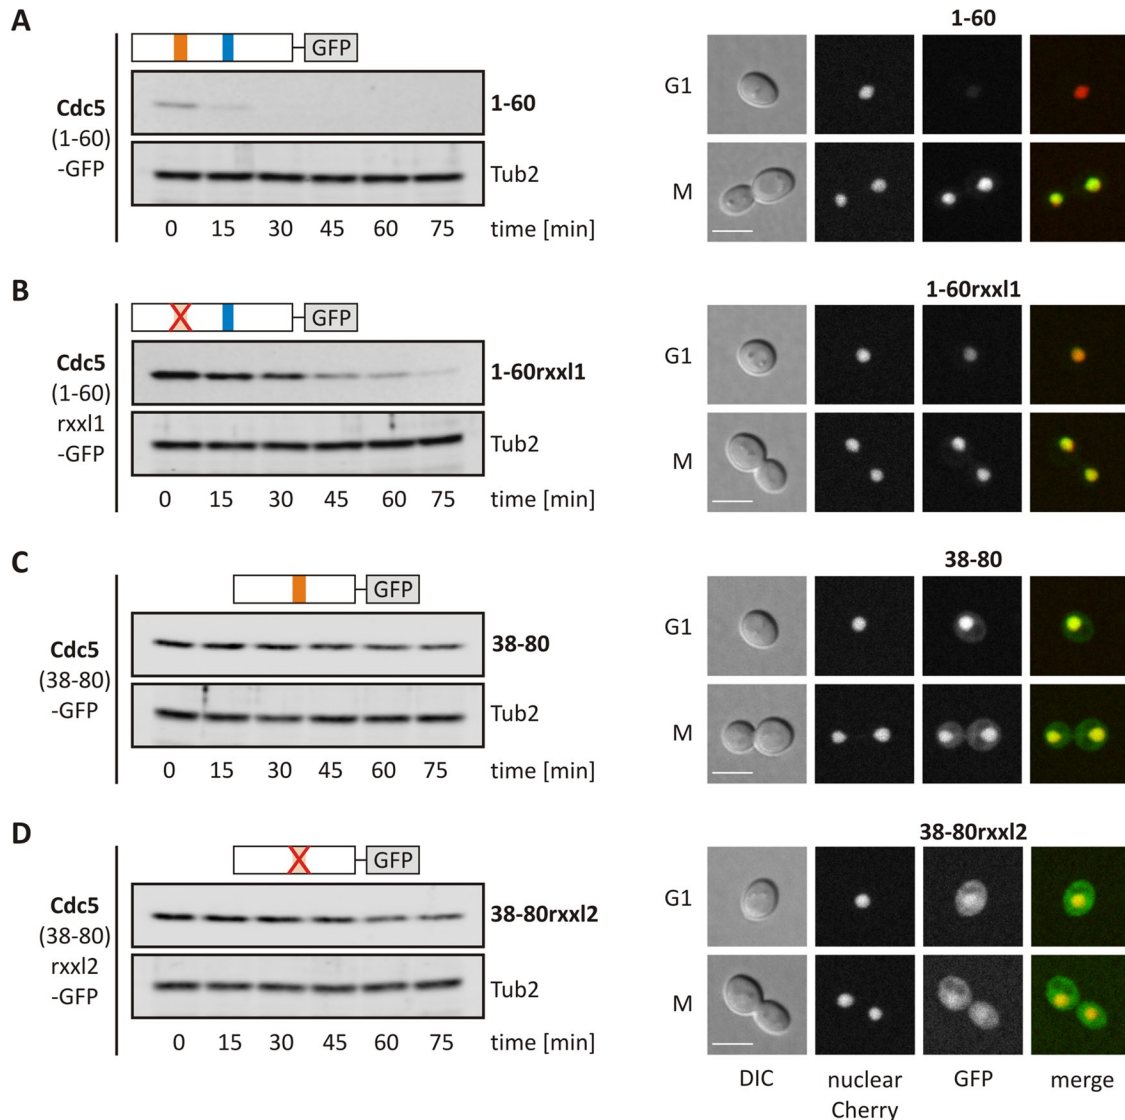 A
1-60
GFP
Cdc5
(1-60)
-GFP
1-60
Tub2
0 15 30 45 60 75 time [min]
G1
M
B
1-60rxxl1
GFP
Cdc5
(1-60)
rxxl1
-GFP
1-60rxxl1
Tub2
0 15 30 45 60 75 time [min]
G1
M
C
38-80
GFP
Cdc5
(38-80)
-GFP
38-80
Tub2
0 15 30 45 60 75 time [min]
G1
M
D
38-80rxxl2
GFP
Cdc5
(38-80)
rxxl2
-GFP
38-80rxxl2
Tub2
0 15 30 45 60 75 time [min]
G1
M
DIC nuclear GFP merge
Cherry